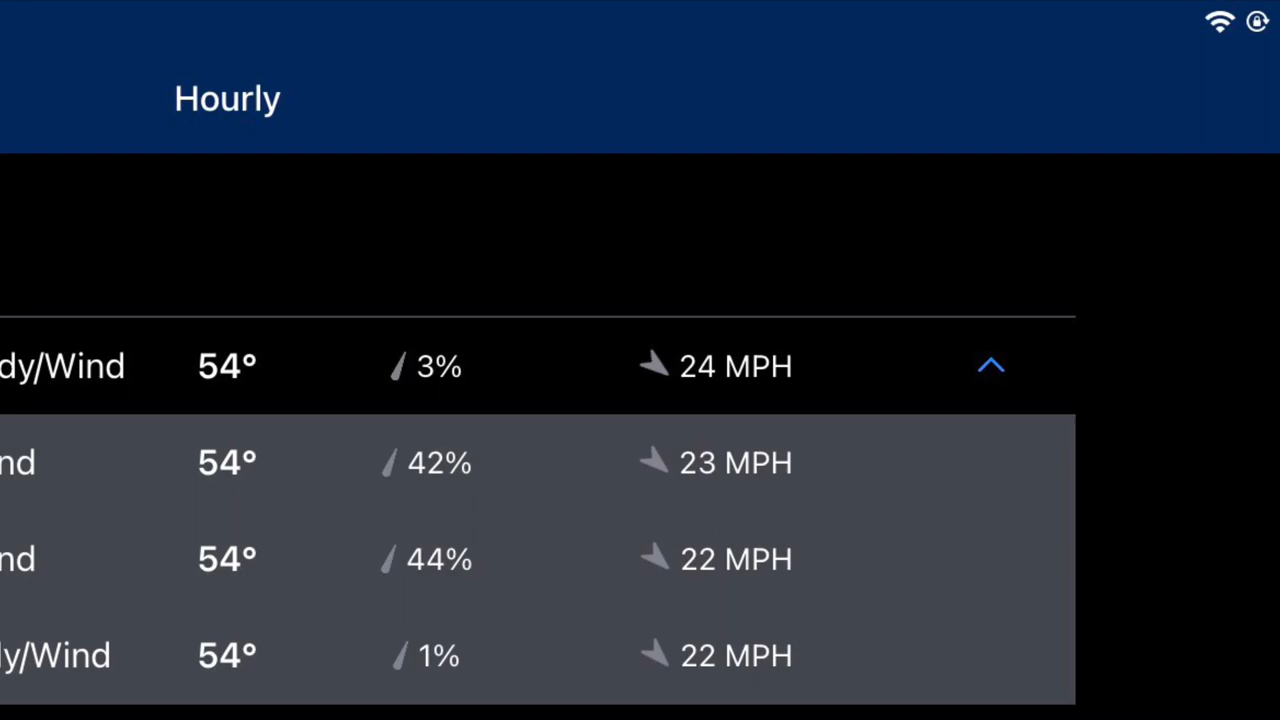 Hourly
dy/Wind 54° 3% 24 MPH
nd 54° 42% 23 MPH
nd 54° 44% 22 MPH
ly/Wind 54° 1% 22 MPH